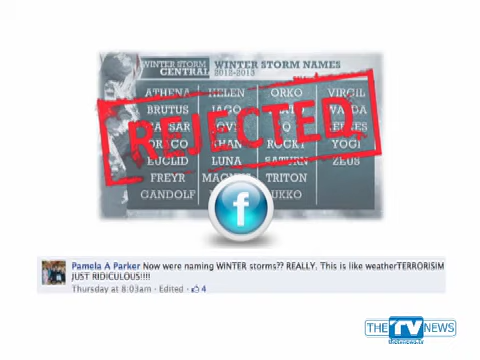 WINTER STORM WINTER STORM NAMES
CENTRAL 2012-2013
ATHENA HELEN ORKO VIRGIL
BRUTUS IAGO
REJECTED
ROCKY YOGI
EUCLID LUNA SATURN ZEUS
FREYR TRITON
GANDOLF UKKO
f
Pamela A Parker Now were naming WINTER storms?? REALLY. This is like weatherTERRORISIM
JUST RIDICULOUS!!!!
Thursday at 8:03am · Edited · 4
THE TV NEWS